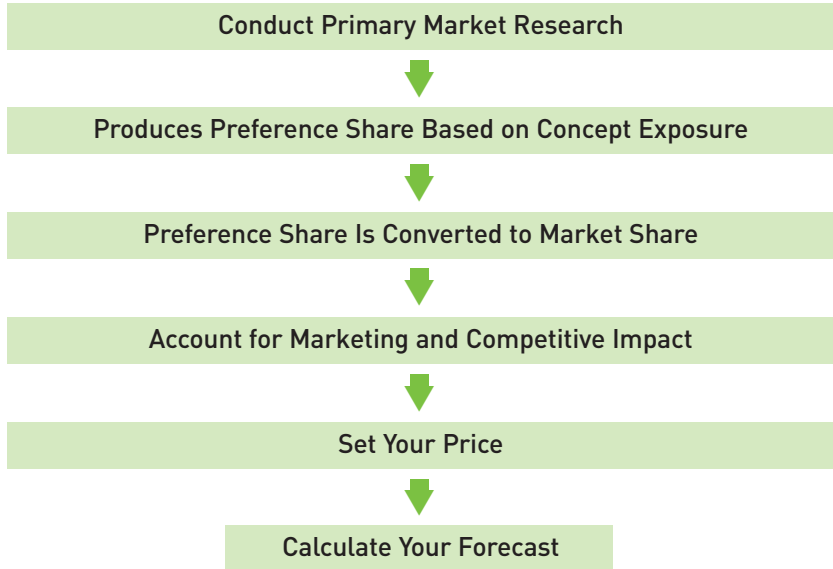 Conduct Primary Market Research
Produces Preference Share Based on Concept Exposure
Preference Share Is Converted to Market Share
Account for Marketing and Competitive Impact
Set Your Price
Calculate Your Forecast